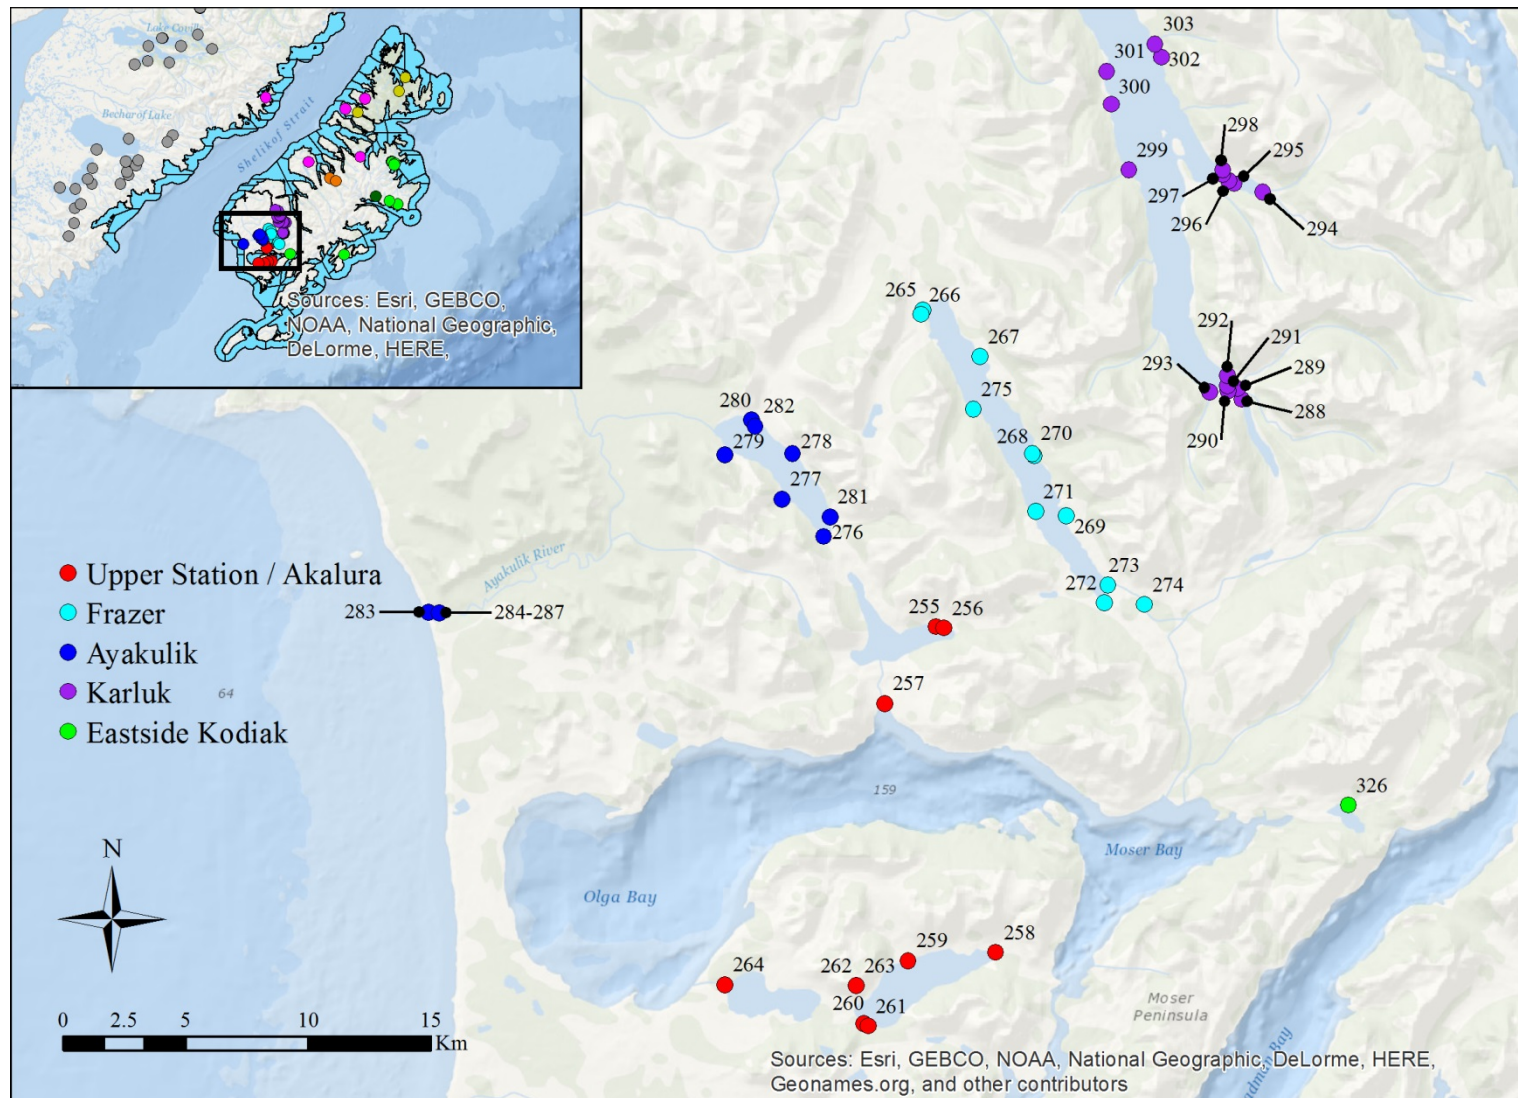 Lake Coville
Becharof Lake
Shelikof Strait
Sources: Esri, GEBCO,
NOAA, National Geographic,
DeLorme, HERE,
303
301
302
300
298
299
295
297
296
294
265
266
267
292
291
293
289
275
288
280
282
290
268
270
279
278
277
271
281
269
276
Ayakulik River
273
272
274
Upper Station / Akalura
Frazer
Ayakulik
Karluk
Eastside Kodiak
283
284-287
255
256
64
257
159
326
Moser Bay
N
Olga Bay
259
258
264
262
263
260
261
Moser
Peninsula
0 2.5 5 10 15
Km
Sources: Esri, GEBCO, NOAA, National Geographic, DeLorme, HERE,
Geonames.org, and other contributors